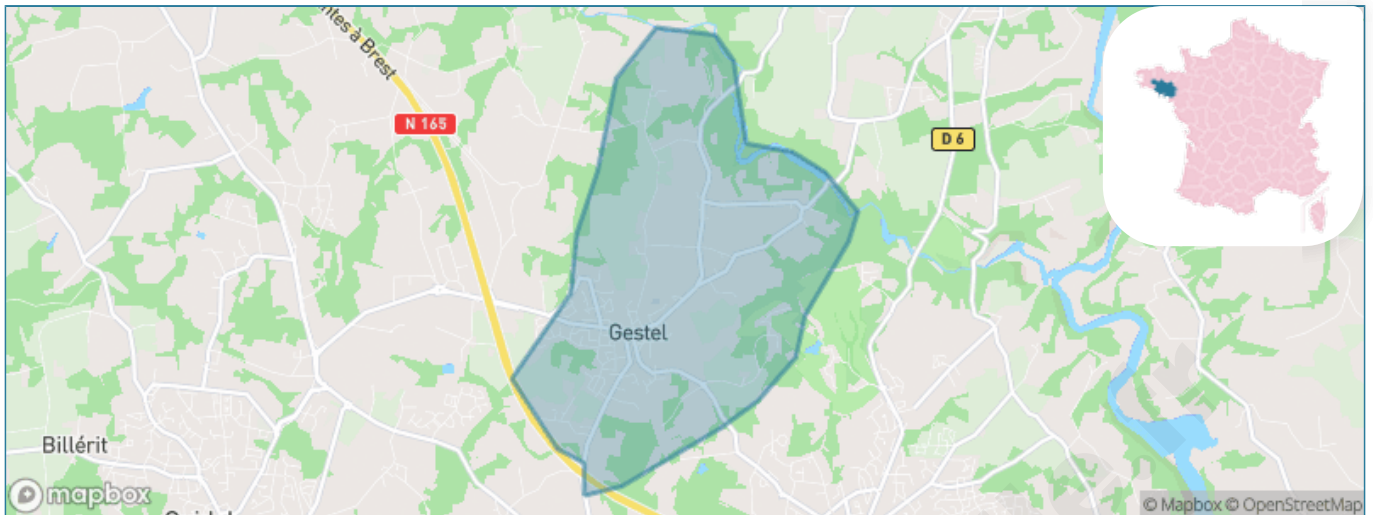 ntes à Brest
N 165
D 6
Gestel
Billérit
mapbox
© Mapbox © OpenStreetMap